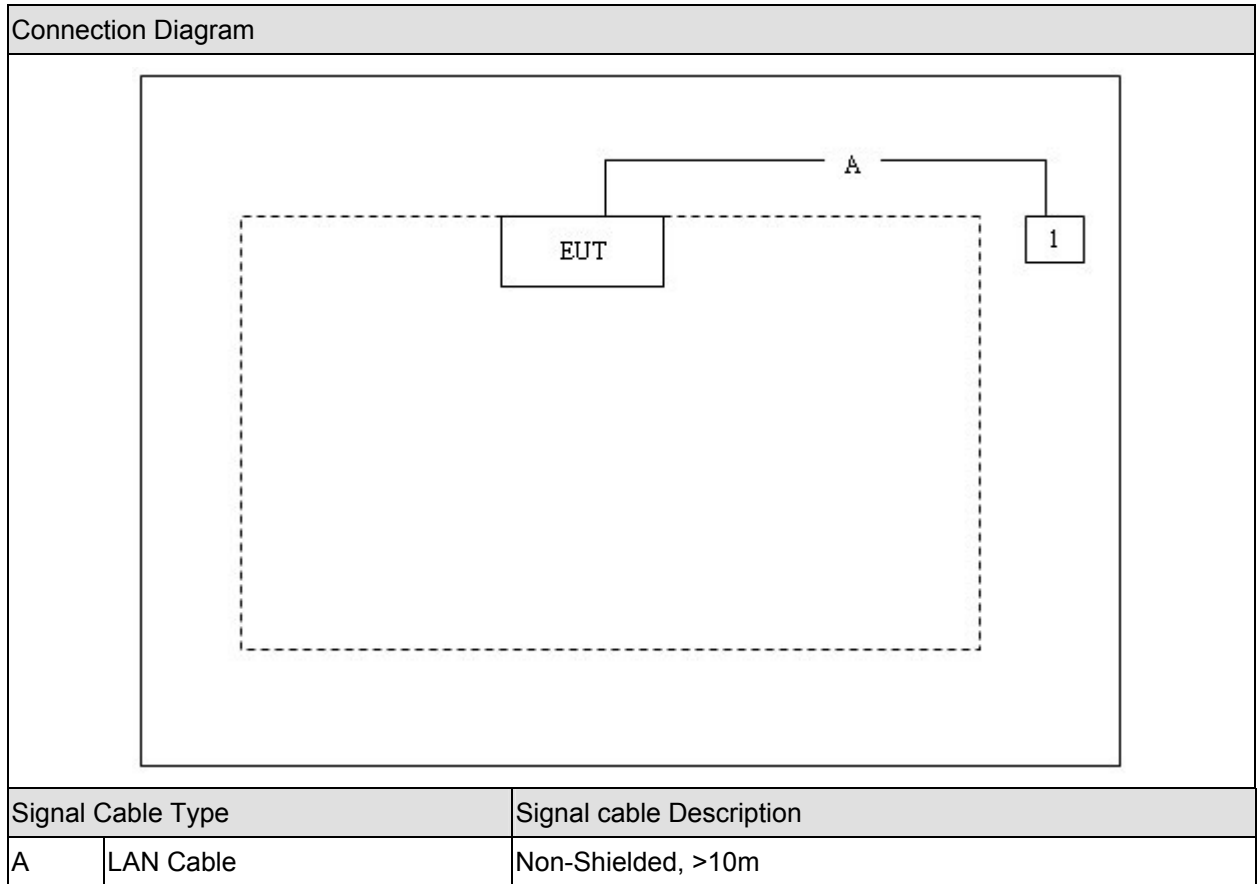 Connection Diagram
A
EUT
1
Signal Cable Type Signal cable Description
A LAN Cable Non-Shielded, >10m